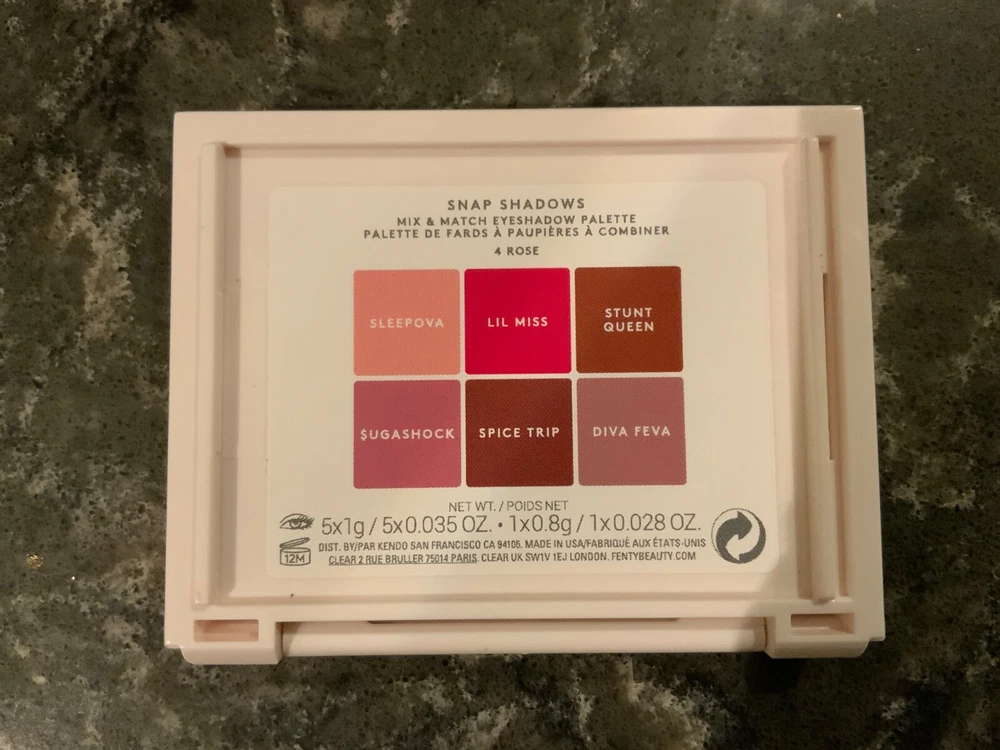 SNAP SHADOWS
MIX & MATCH EYESHADOW PALETTE
PALETTE DE FARDS À PAUPIÈRES À COMBINER
4 ROSE
SLEEPOVA
LIL MISS
STUNT
QUEEN
$UGASHOCK
SPICE TRIP
DIVA FEVA
NET WT. / POIDS NET
5x1g / 5x0.035 OZ. • 1x0.8g / 1x0.028 OZ.
12M
DIST. BY/PAR KENDO SAN FRANCISCO CA 94105. MADE IN USA/FABRIQUÉ AUX ÉTATS-UNIS
CLEAR 2 RUE BRULLER 75014 PARIS. CLEAR UK SW1V 1EJ LONDON. FENTYBEAUTY.COM